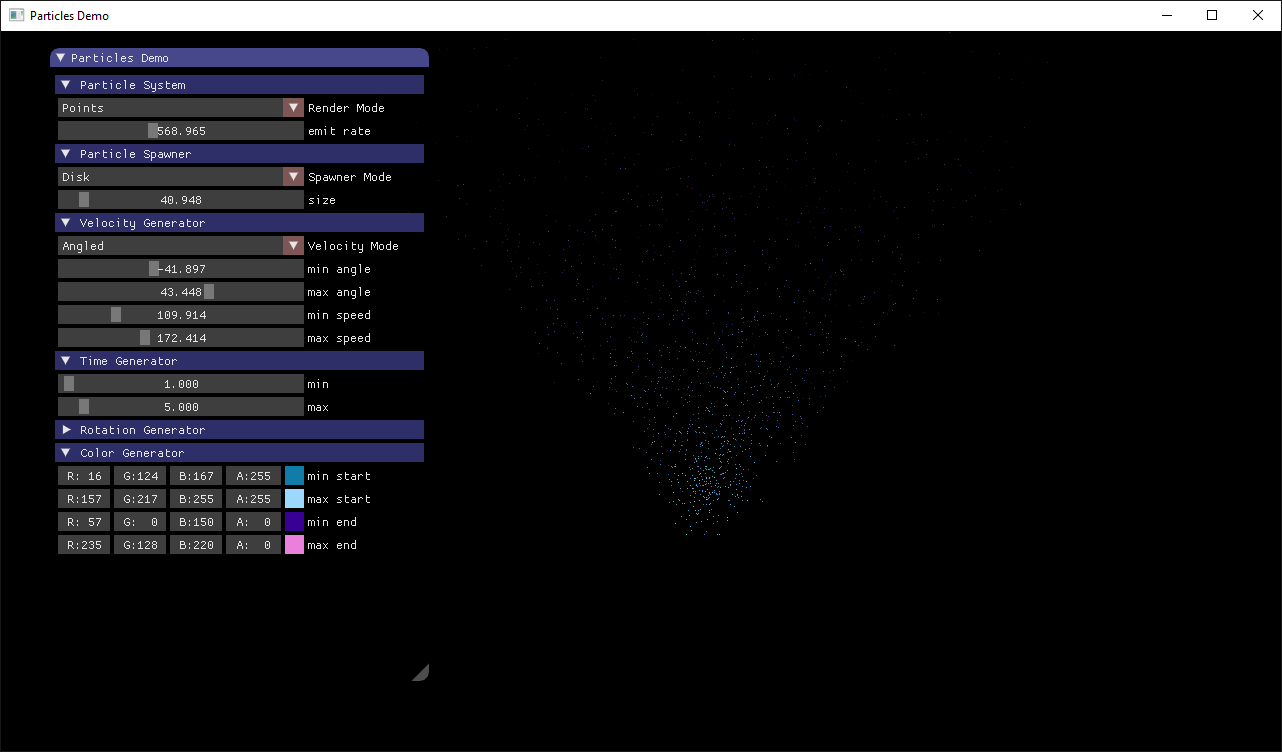 Particles Demo
Particles Demo
Particle System
Points Render Mode
568.965 emit rate
Particle Spawner
Disk Spawner Mode
40.948 size
Velocity Generator
Angled Velocity Mode
-41.897 min angle
43.448 max angle
109.914 min speed
172.414 max speed
Time Generator
1.000 min
5.000 max
Rotation Generator
Color Generator
R: 16 G:124 B:167 A:255 min start
R:157 G:217 B:255 A:255 max start
R: 57 G: 0 B:150 A: 0 min end
R:235 G:128 B:220 A: 0 max end